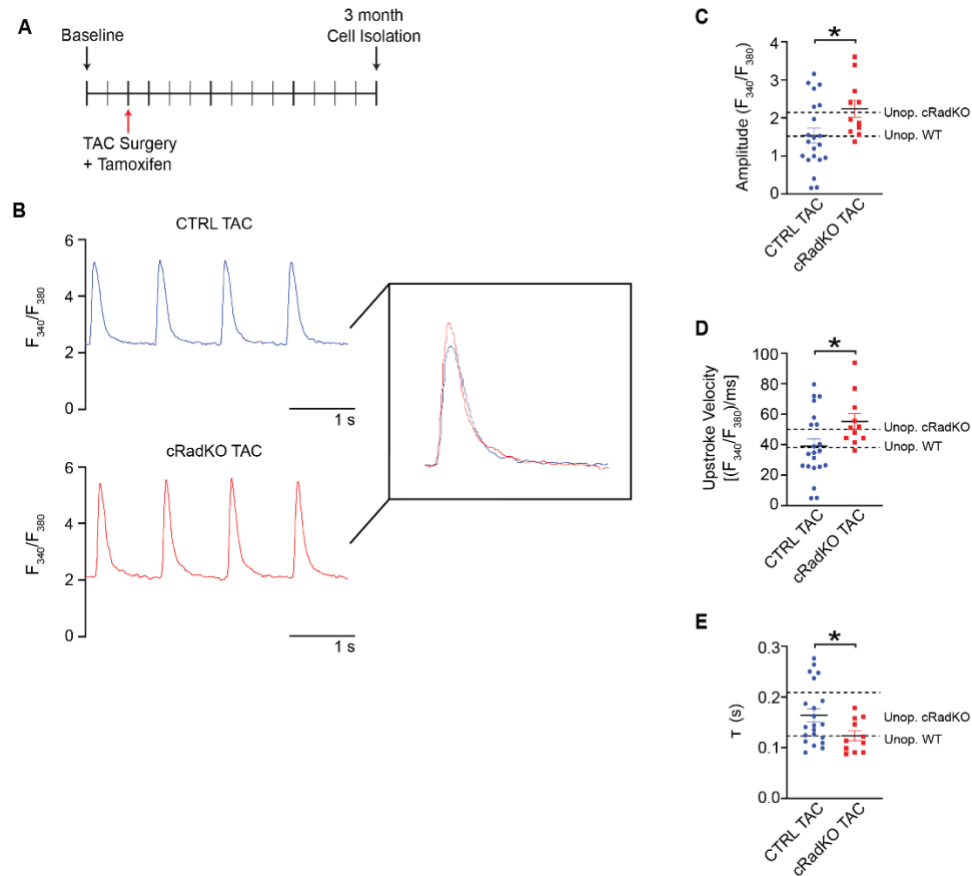 A
Baseline
3 month
Cell Isolation
TAC Surgery
+ Tamoxifen
B
CTRL TAC
6
4
2
0
F340/F380
1 s
cRadKO TAC
6
4
2
0
F340/F380
1 s
C
*
Amplitude (F340/F380)
4
3
2
1
0
Unop. cRadKO
Unop. WT
CTRL TAC
cRadKO TAC
D
*
Upstroke Velocity
[(F340/F380)/ms]
100
80
60
40
20
0
Unop. cRadKO
Unop. WT
CTRL TAC
cRadKO TAC
E
*
τ (s)
0.3
0.2
0.1
0.0
Unop. cRadKO
Unop. WT
CTRL TAC
cRadKO TAC